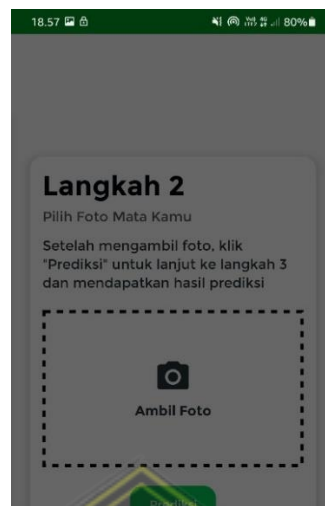 18.57 80%
Langkah 2
Pilih Foto Mata Kamu
Setelah mengambil foto, klik
"Prediksi" untuk lanjut ke langkah 3
dan mendapatkan hasil prediksi
Ambil Foto
Prediksi